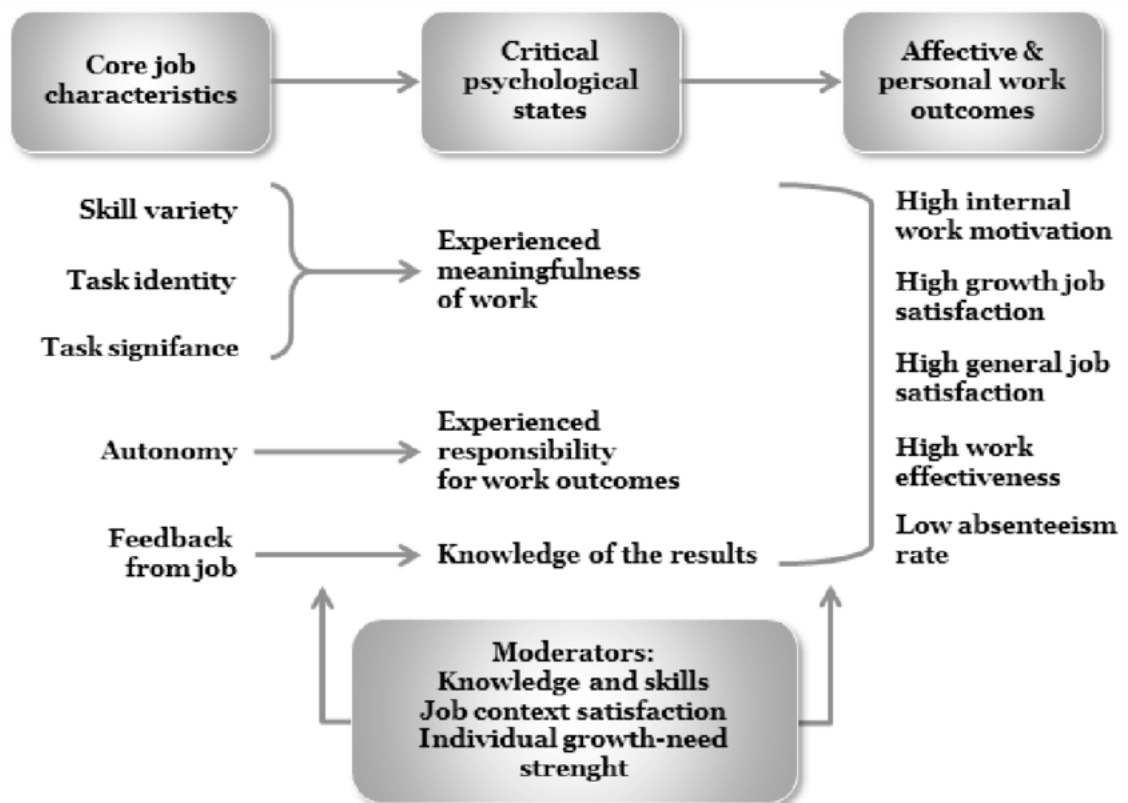 Core job
characteristics
Critical
psychological
states
Affective &
personal work
outcomes
Skill variety
Task identity
Task signifance
Experienced
meaningfulness
of work
Autonomy
Experienced
responsibility
for work outcomes
Feedback
from job
Knowledge of the results
High internal
work motivation
High growth job
satisfaction
High general job
satisfaction
High work
effectiveness
Low absenteeism
rate
Moderators:
Knowledge and skills
Job context satisfaction
Individual growth-need
strenght